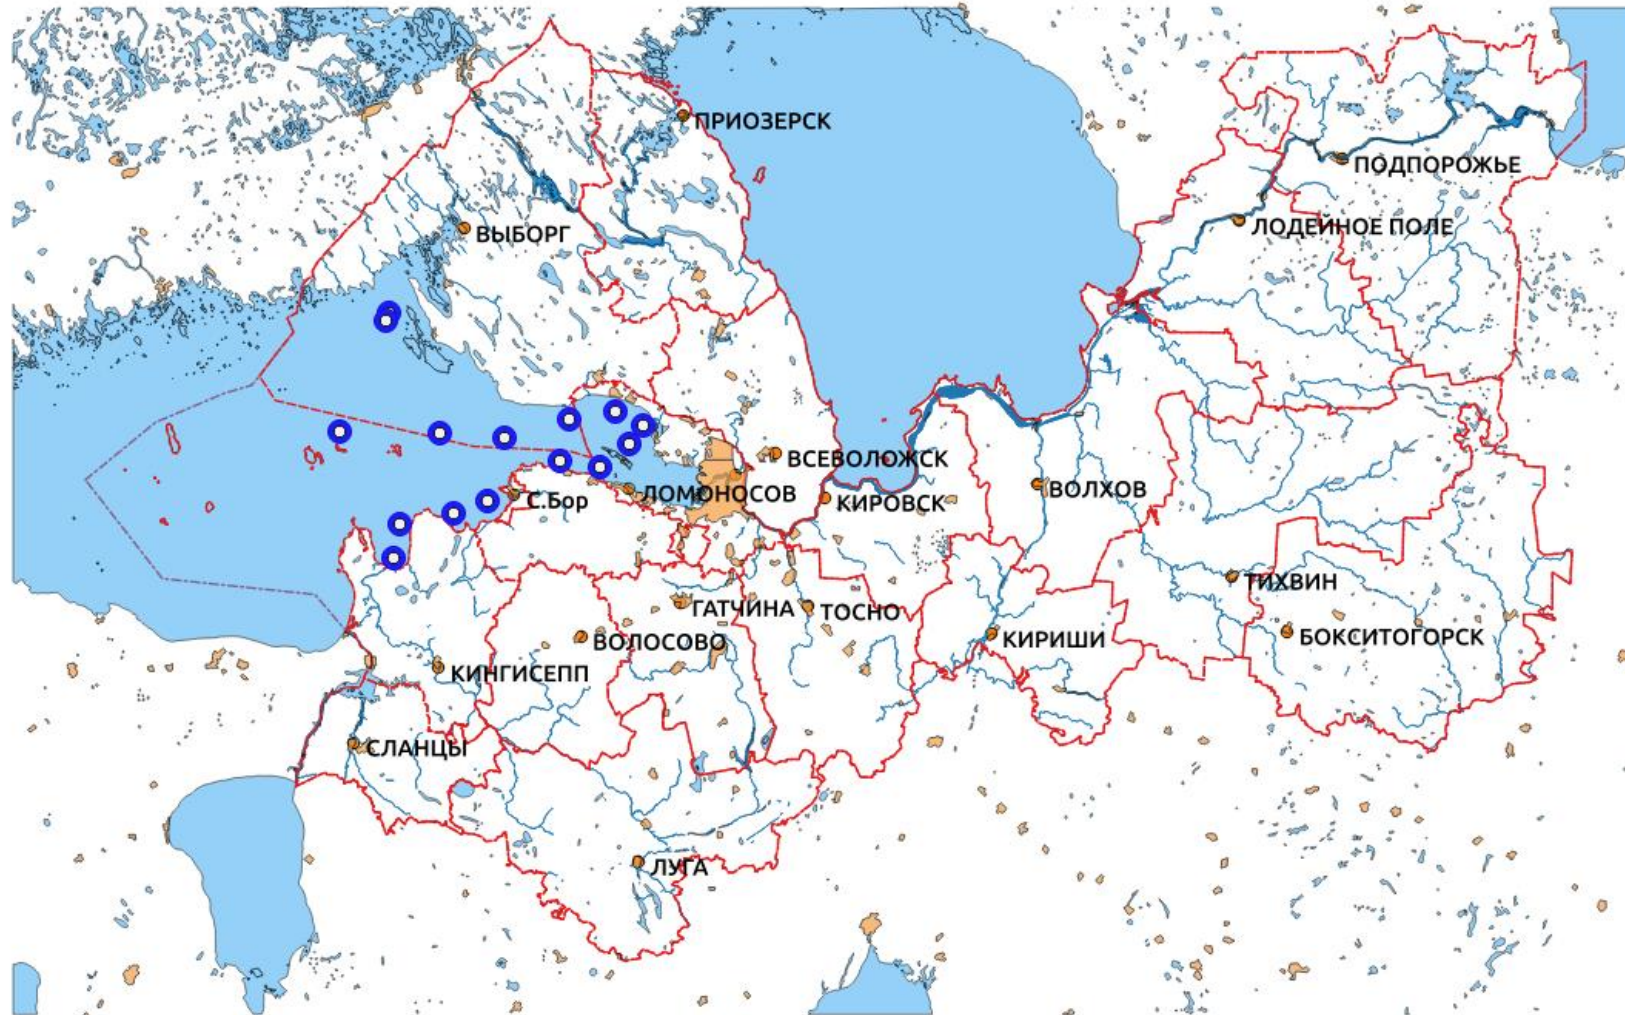 ПРИОЗЕРСК
ПОДПОРОЖЬЕ
ВЫБОРГ
ЛОДЕЙНОЕ ПОЛЕ
ВСЕВОЛОЖСК
ЛОМОНОСОВ
С.Бор
КИРОВСК
ВОЛХОВ
ТИХВИН
ГАТЧИНА
ТОСНО
ВОЛОСОВО
КИРИШИ
БОКСИТОГОРСК
КИНГИСЕПП
СЛАНЦЫ
ЛУГА